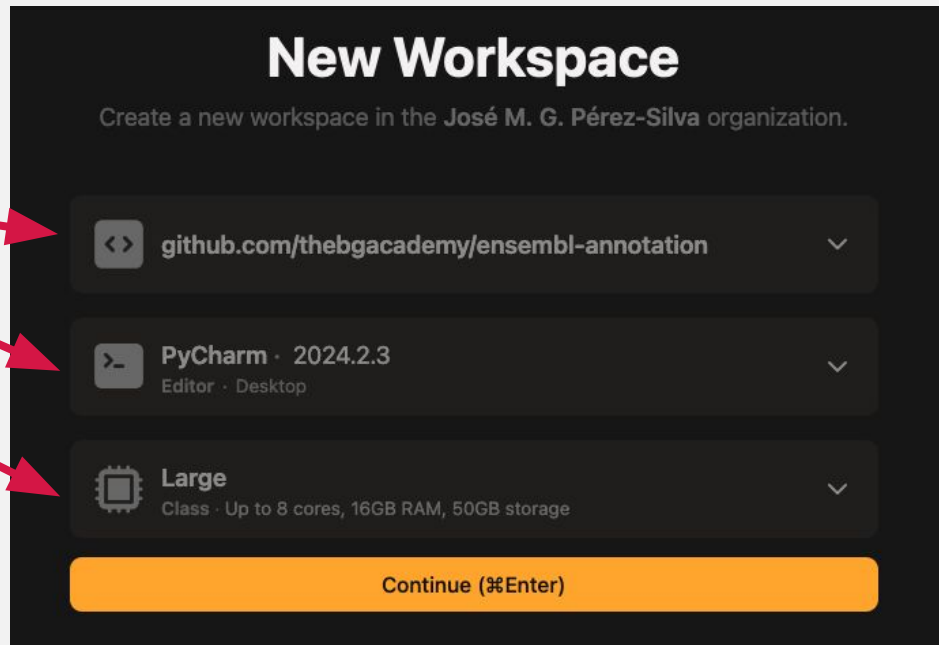 New Workspace
Create a new workspace in the José M. G. Pérez-Silva organization.
github.com/thebgacademy/ensembl-annotation
PyCharm · 2024.2.3
Editor · Desktop
Large
Class · Up to 8 cores, 16GB RAM, 50GB storage
Continue (⌘Enter)